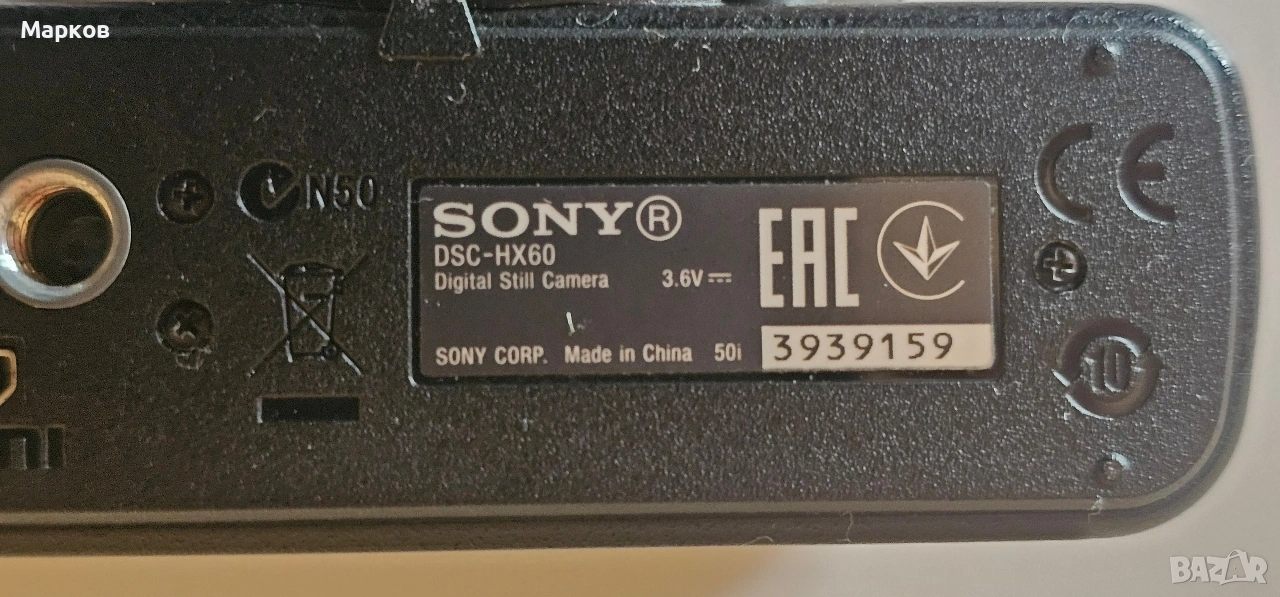 Марков
N50
SONY®
DSC-HX60
Digital Still Camera 3.6V
EAC
CE
SONY CORP. Made in China 50i
3939159
10
BAZAR